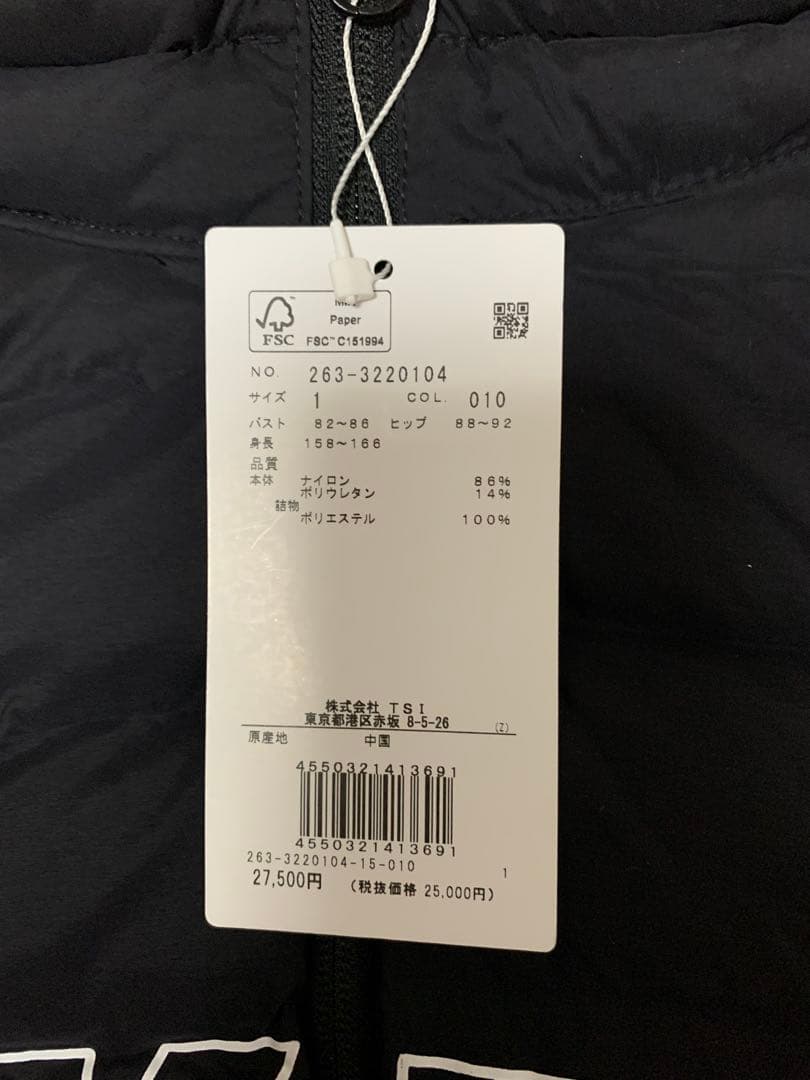 Paper
FSC
FSC™ C151994
NO. 263-3220104
サイズ 1 COL. 010
バスト 82~86 ヒップ 88~92
身長 158~166
品質
本体 ナイロン 86%
ポリウレタン 14%
詰物
ポリエステル 100%
株式会社 TSI
東京都港区赤坂 8-5-26 (Z)
原産地 中国
4550321413691
4550321413691
263-3220104-15-010 1
27,500円 (税抜価格 25,000円)